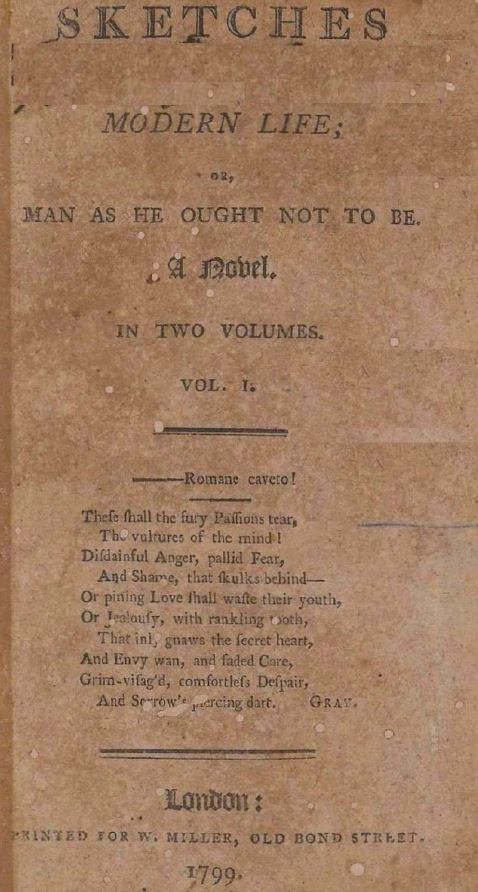 SKETCHES
MODERN LIFE;
OR,
MAN AS HE OUGHT NOT TO BE.
A Novel.
IN TWO VOLUMES.
VOL. I.
———Romane caveto!
Theſe ſhall the fury Paſſions tear,
The vultures of the mind!
Diſdainful Anger, pallid Fear,
And Shame, that ſkulks behind—
Or pining Love ſhall waſte their youth,
Or Jealouſy, with rankling tooth,
That inly gnaws the ſecret heart,
And Envy wan, and faded Care,
Grim-viſag'd, comfortleſs Deſpair,
And Sorrow's piercing dart. GRAY.
London:
PRINTED FOR W. MILLER, OLD BOND STREET.
1799.